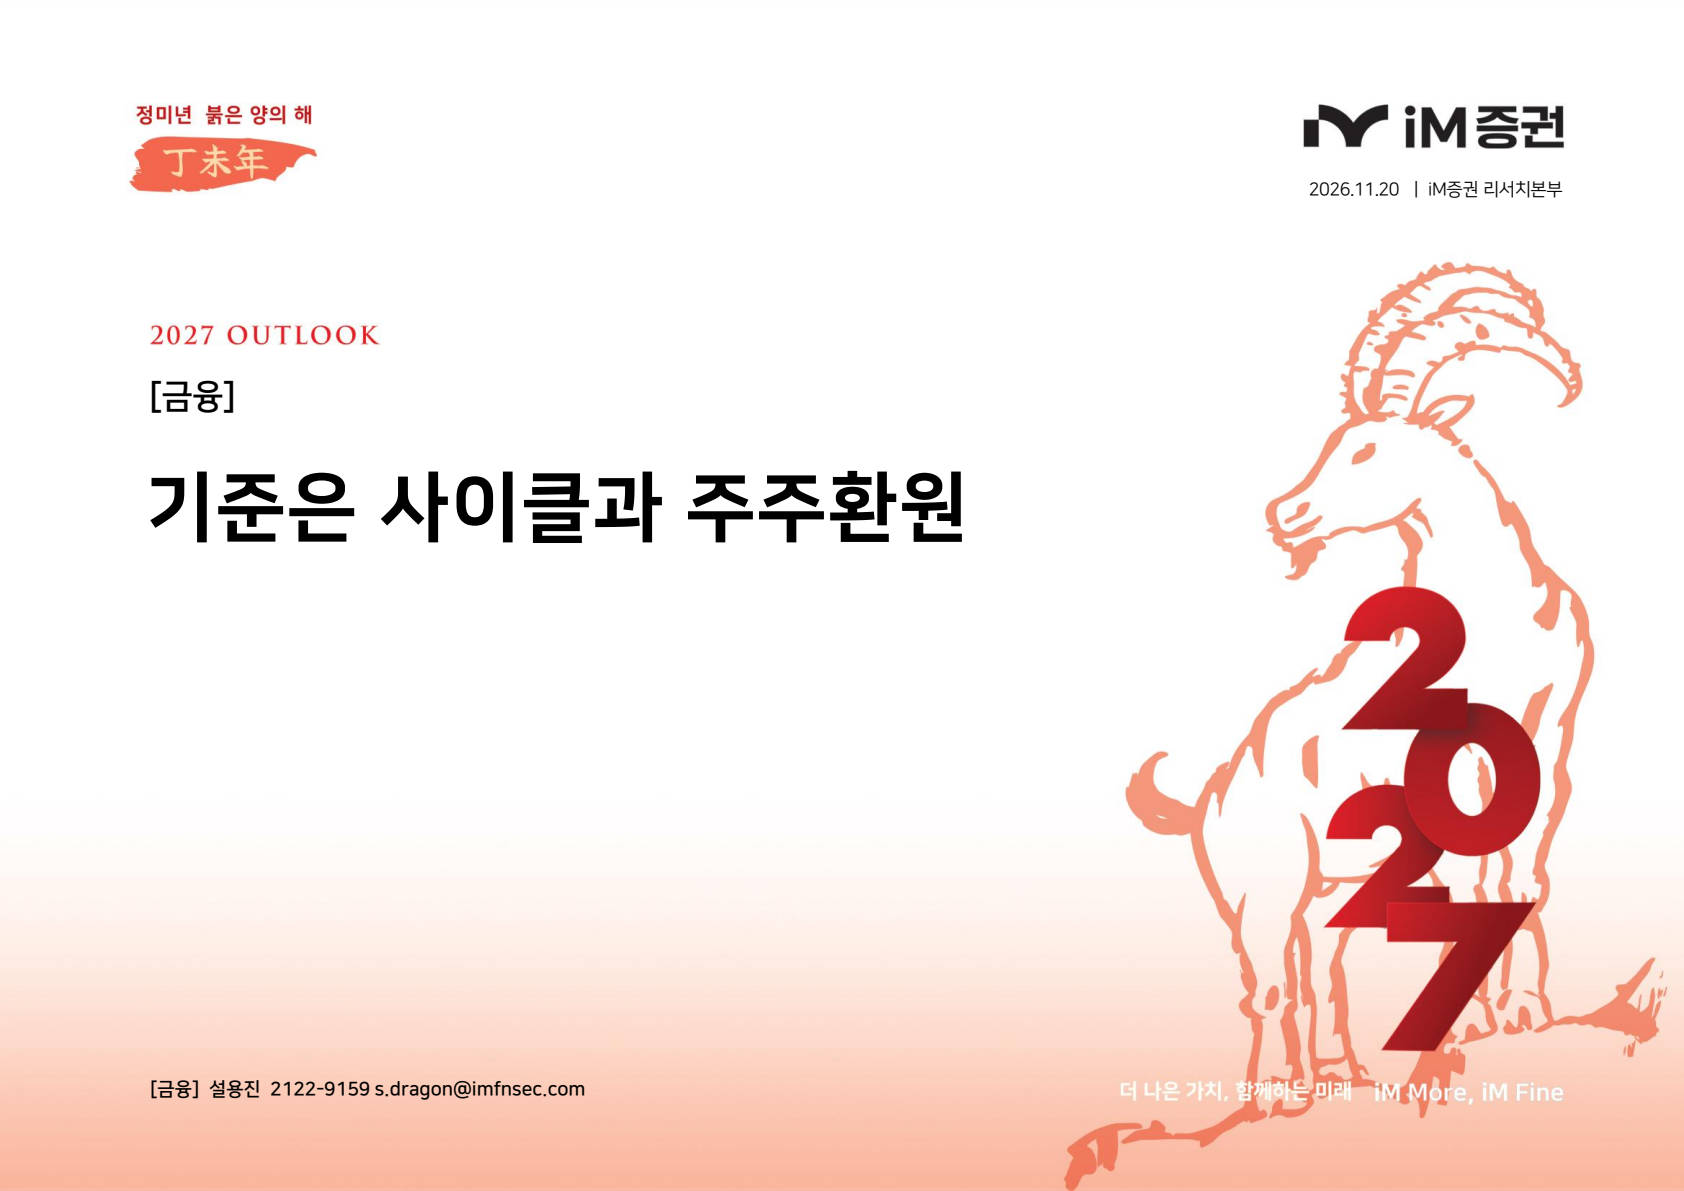 정미년 붉은 양의 해
丁未年
iM증권
2026.11.20 | iM증권 리서치본부
2027 OUTLOOK
[금융]
기준은 사이클과 주주환원
2027
[금융] 설용진 2122-9159 s.dragon@imfnsec.com
더 나은 가치, 함께하는 미래 iM More, iM Fine